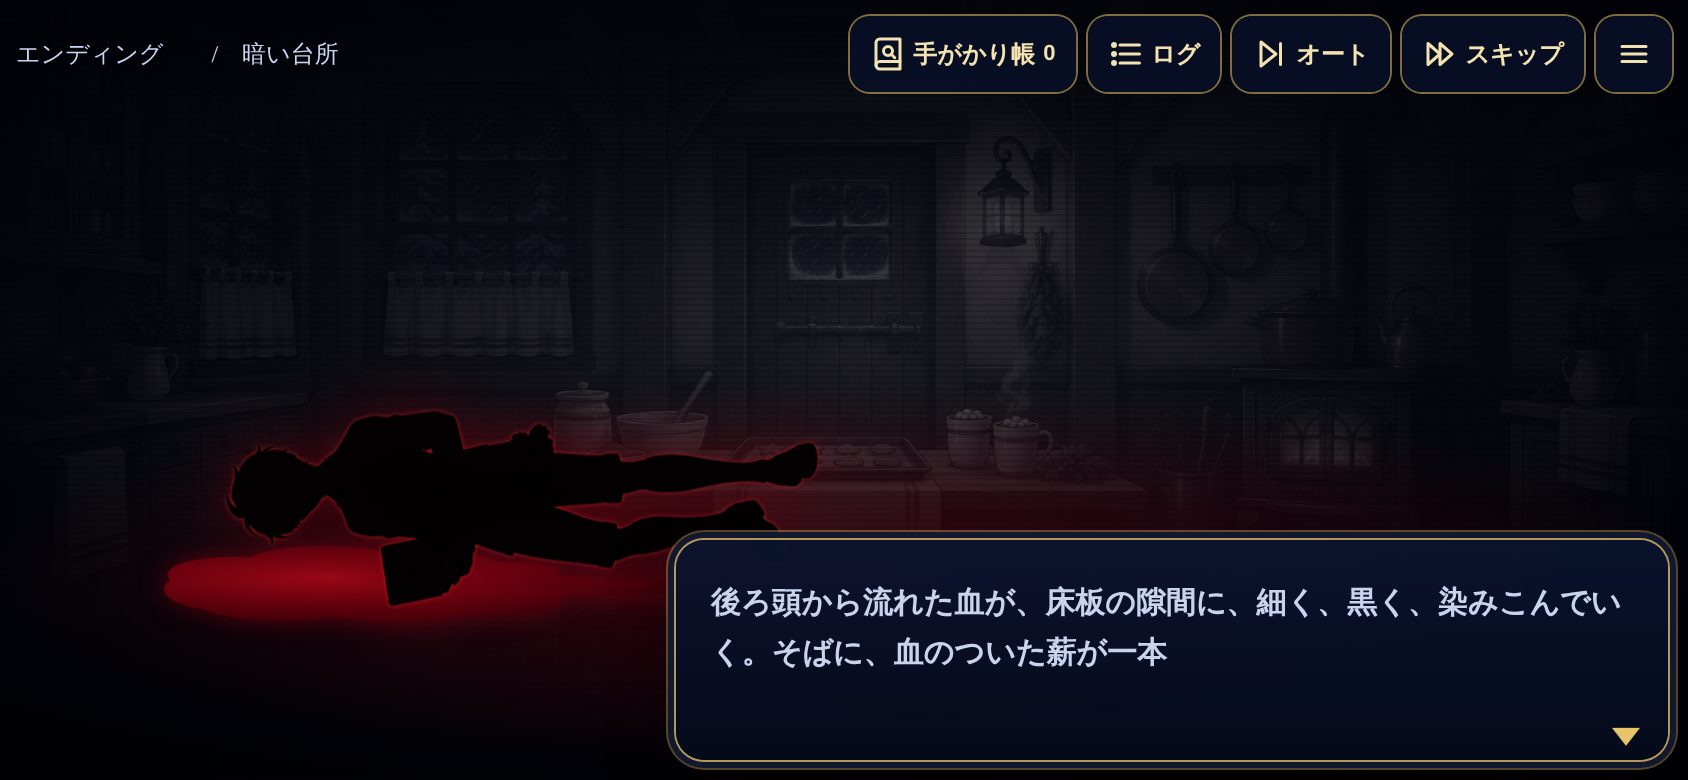 エンディング / 暗い台所
手がかり帳 0
ログ
オート
スキップ
後ろ頭から流れた血が、床板の隙間に、細く、黒く、染みこんでい
く。そばに、血のついた薪が一本